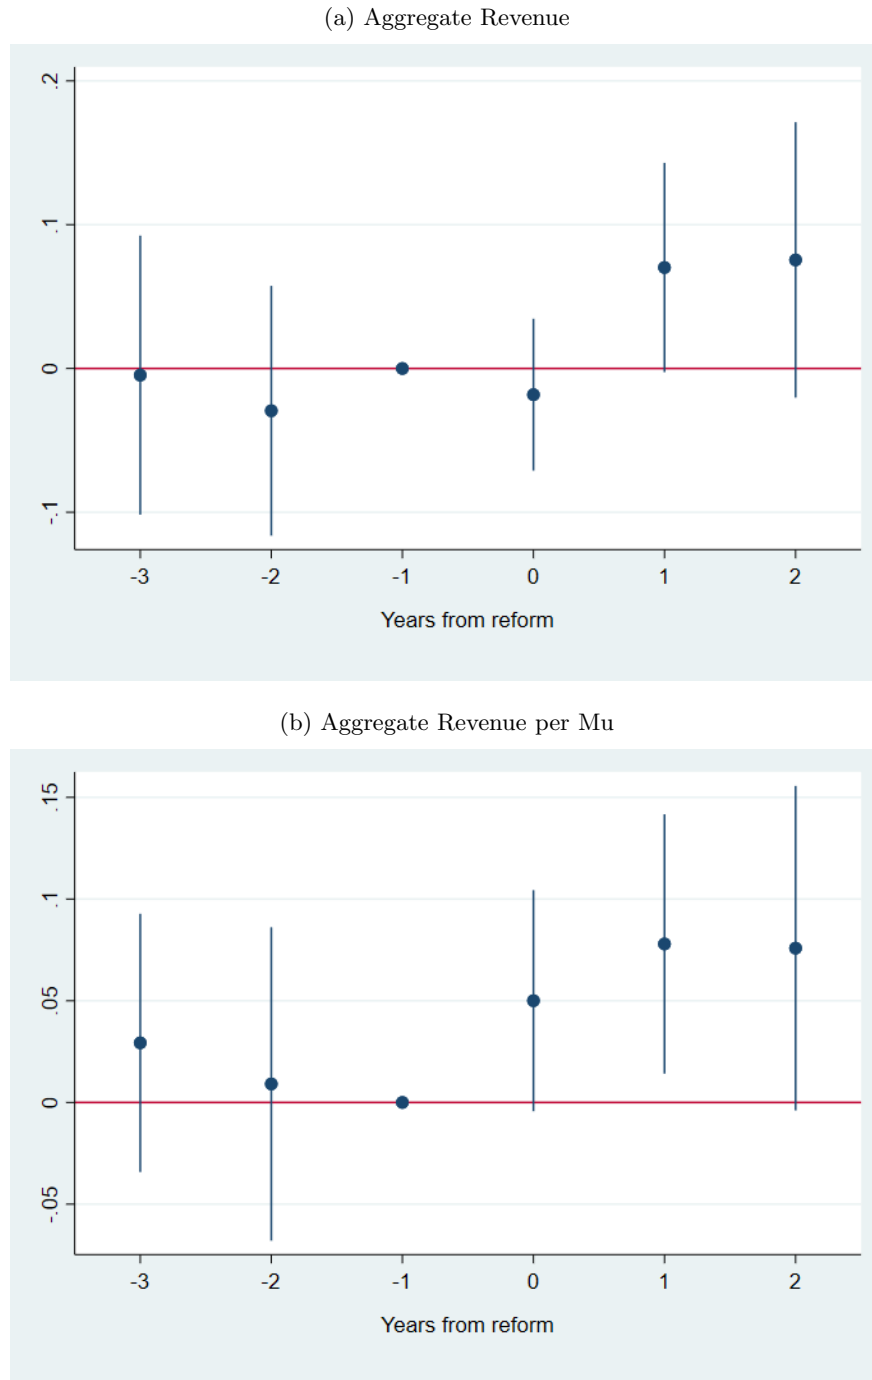 (a) Aggregate Revenue
.2
.1
0
-.1
-3 -2 -1 0 1 2
Years from reform
(b) Aggregate Revenue per Mu
.15
.1
.05
0
-.05
-3 -2 -1 0 1 2
Years from reform